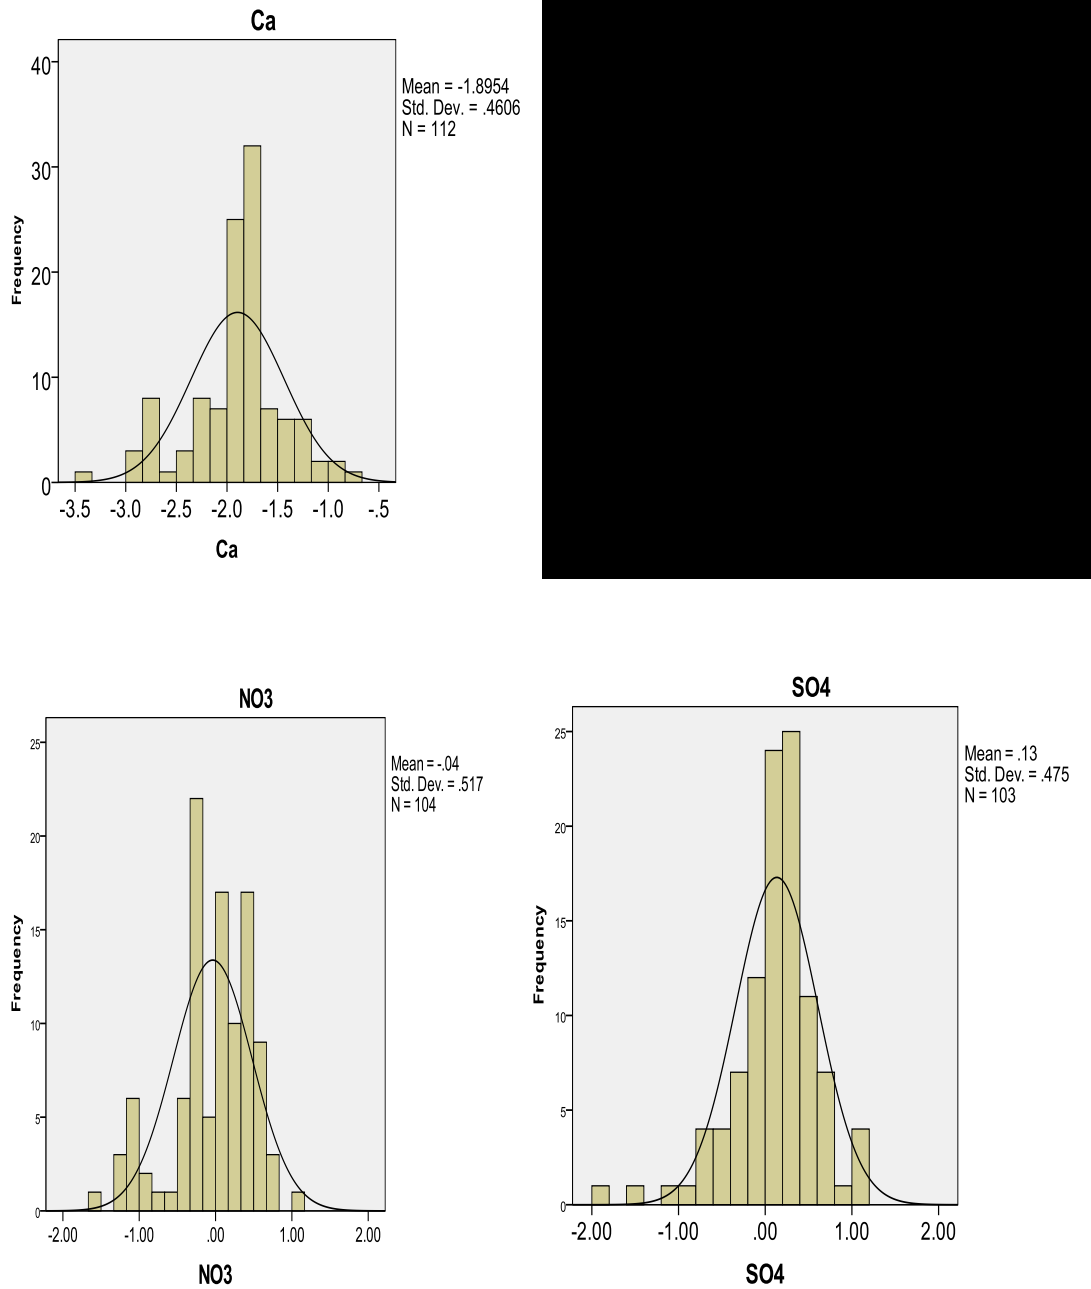 Ca
40
30
20
10
0
Frequency
-3.5 -3.0 -2.5 -2.0 -1.5 -1.0 -.5
Ca
Mean = -1.8954
Std. Dev. = .4606
N = 112
NO3
25
20
15
10
5
0
Frequency
-2.00 -1.00 .00 1.00 2.00
NO3
Mean = -.04
Std. Dev. = .517
N = 104
SO4
25
20
15
10
5
0
Frequency
-2.00 -1.00 .00 1.00 2.00
SO4
Mean = .13
Std. Dev. = .475
N = 103